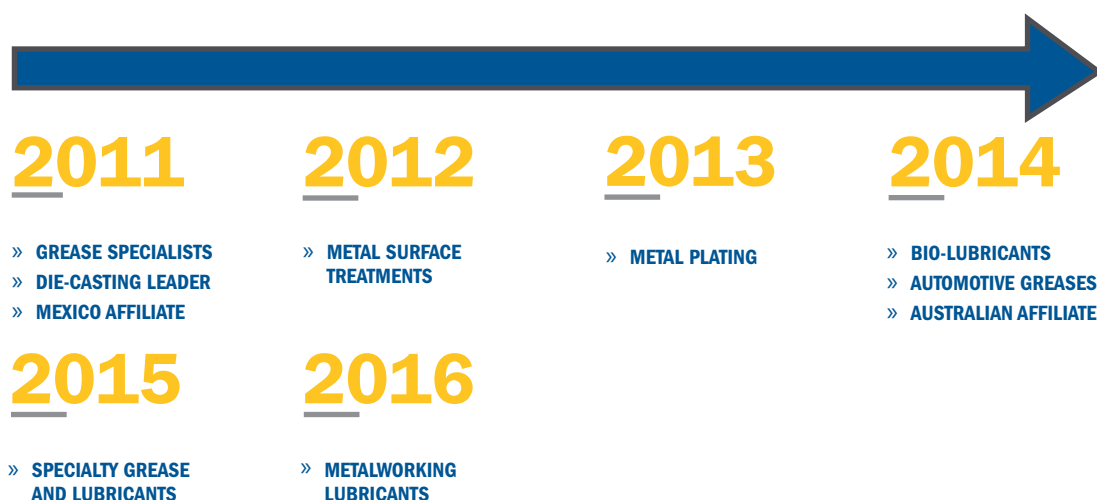 2011
» GREASE SPECIALISTS
» DIE-CASTING LEADER
» MEXICO AFFILIATE
2012
» METAL SURFACE
TREATMENTS
2013
» METAL PLATING
2014
» BIO-LUBRICANTS
» AUTOMOTIVE GREASES
» AUSTRALIAN AFFILIATE
2015
» SPECIALTY GREASE
AND LUBRICANTS
2016
» METALWORKING
LUBRICANTS